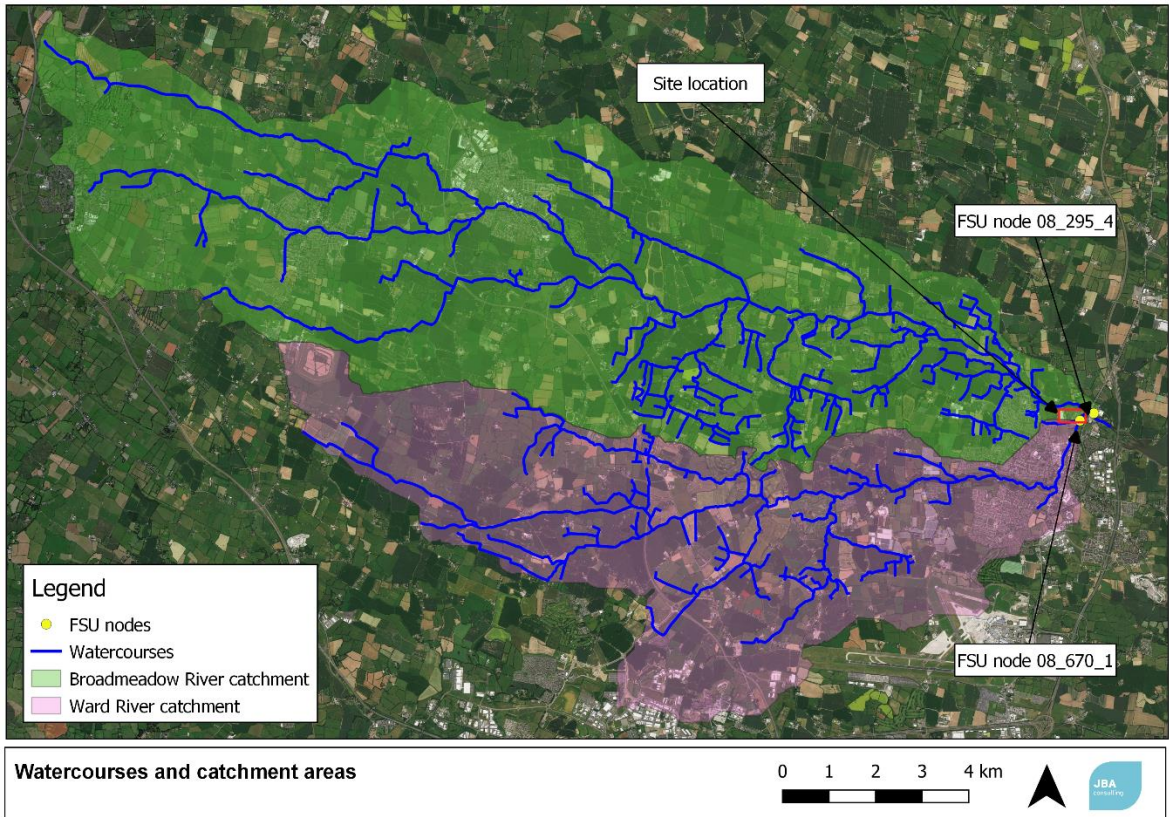 Site location
FSU node 08_295_4
FSU node 08_670_1
Legend
FSU nodes
Watercourses
Broadmeadow River catchment
Ward River catchment
Watercourses and catchment areas
0 1 2 3 4 km
JBA
consulting